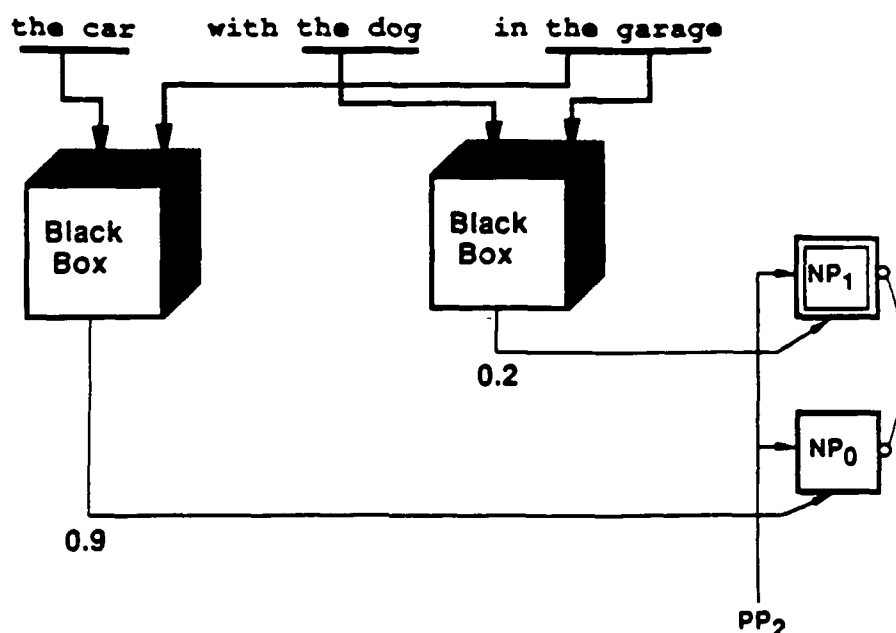 the car with the dog in the garage
Black
Box
Black
Box
NP1
0.2
NP0
0.9
PP2